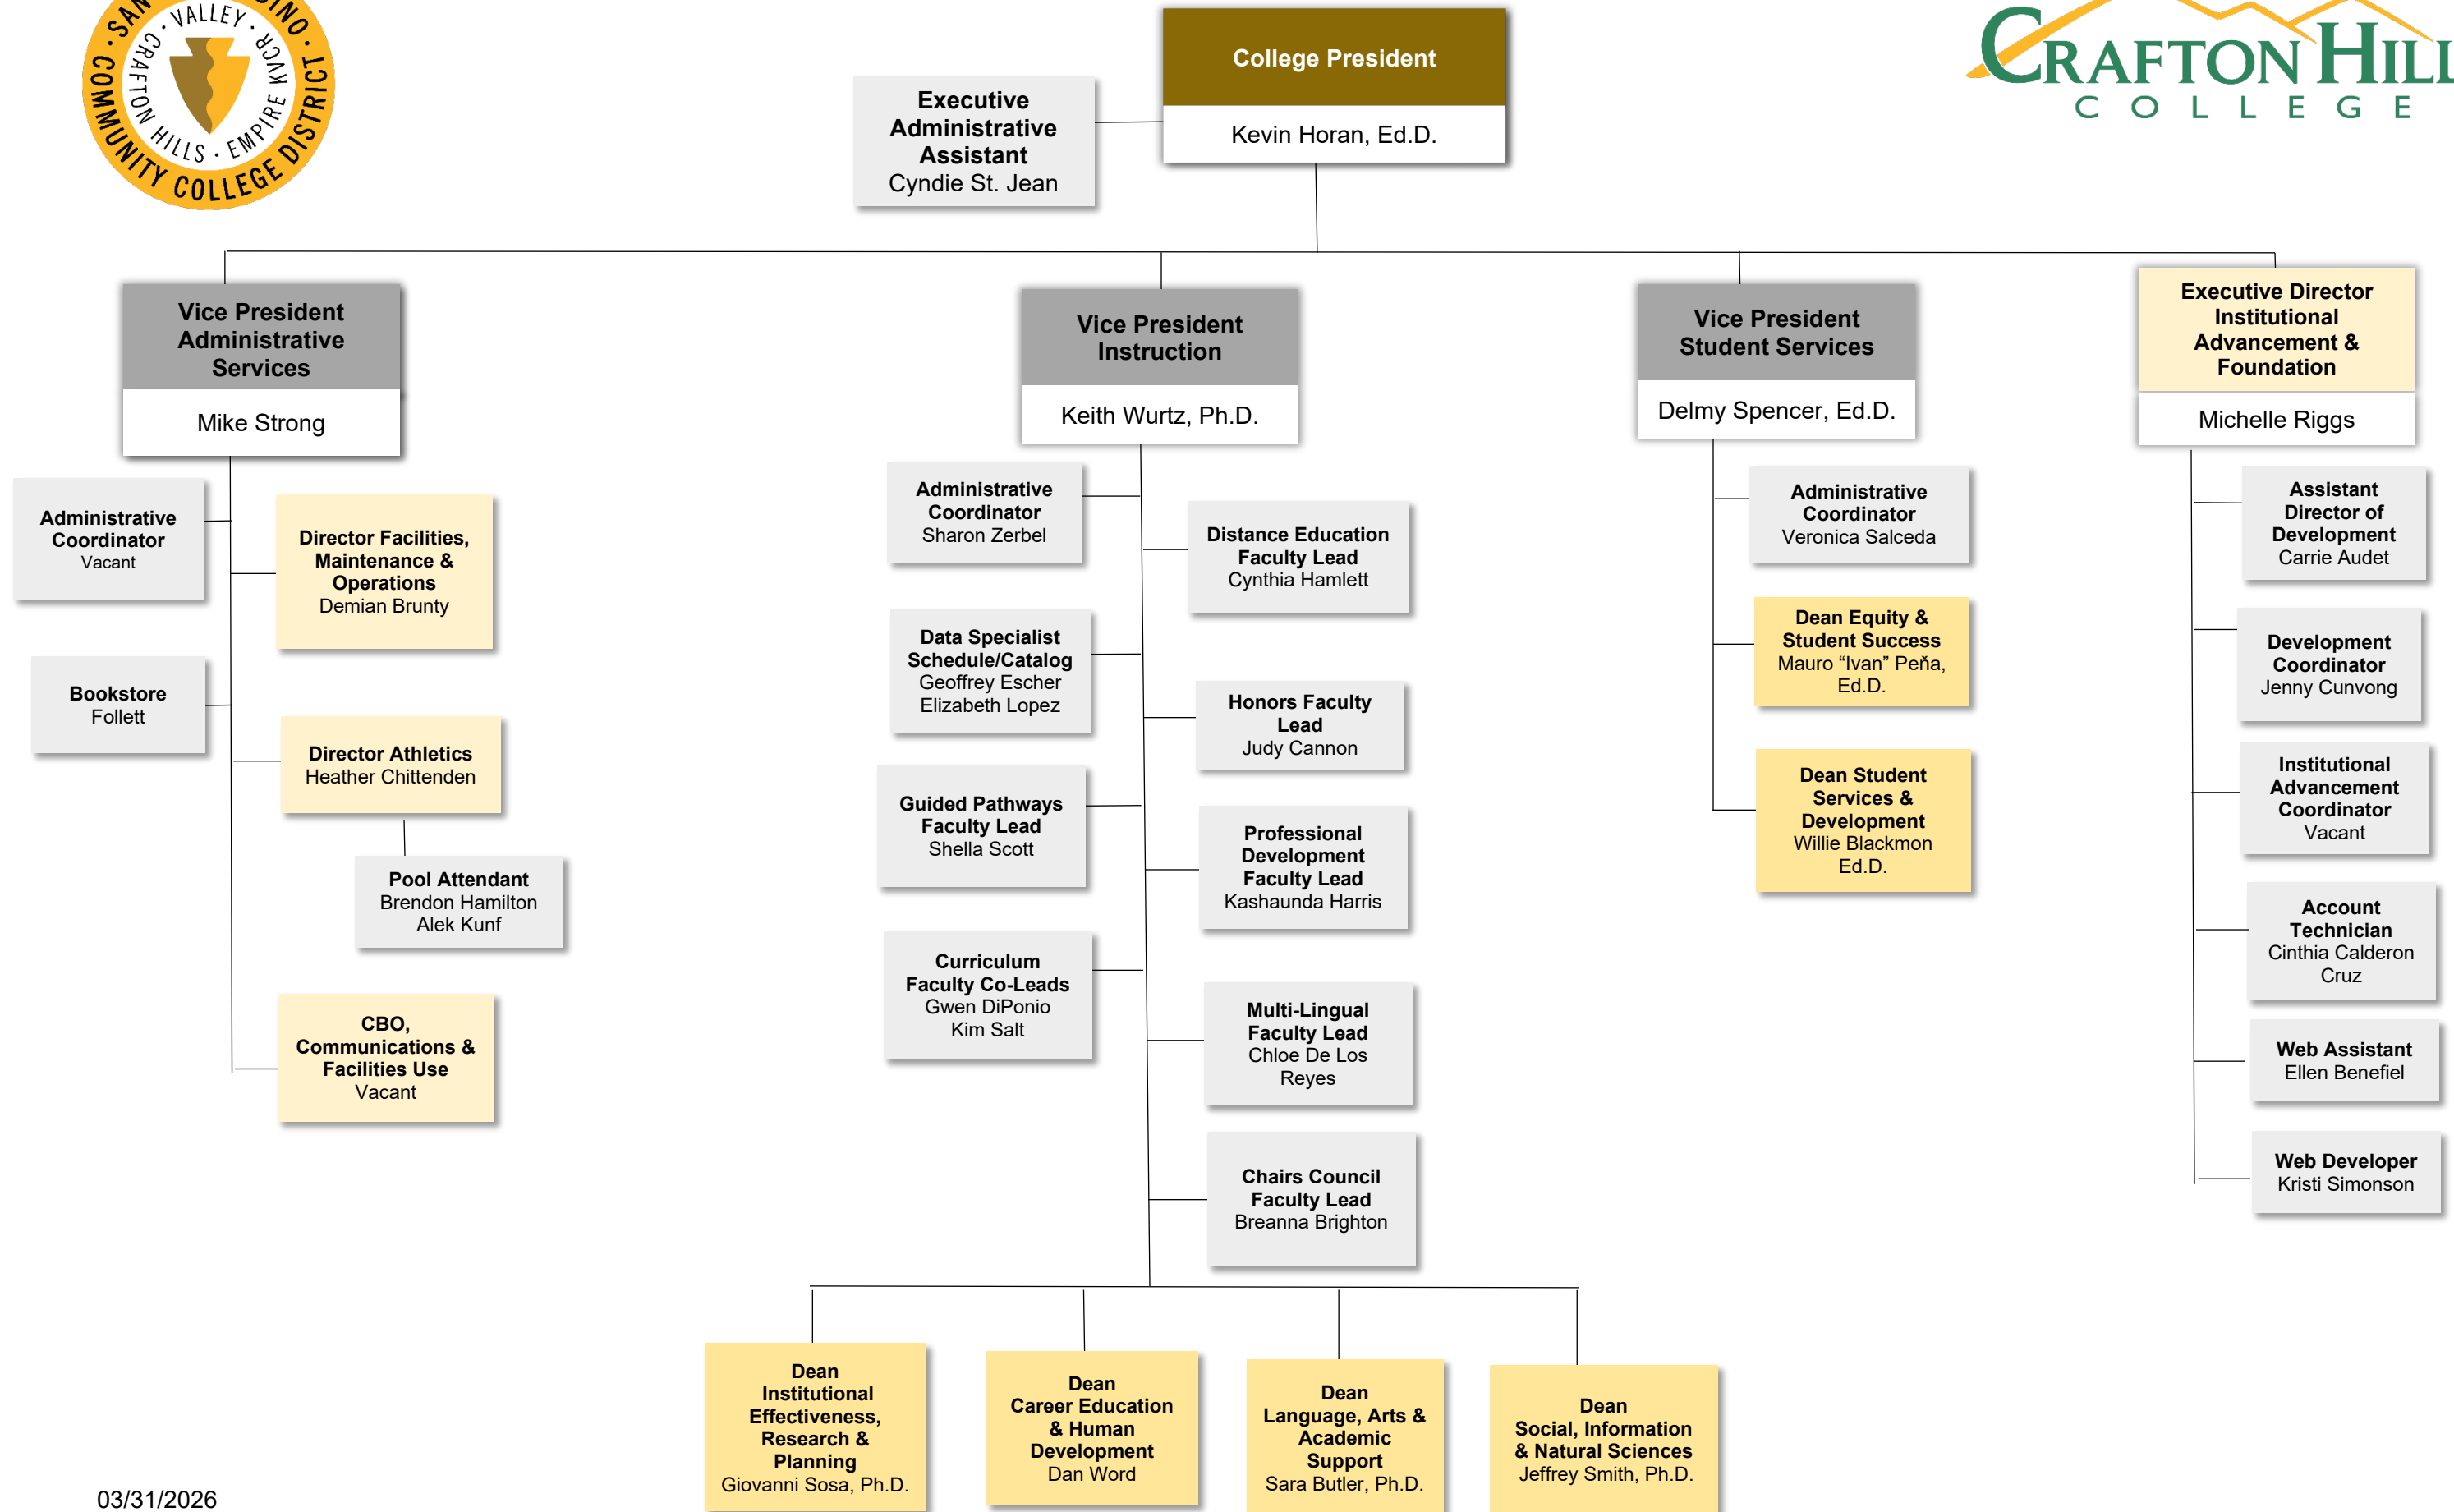 COMMUNITY COLLEGE DISTRICT
VALLEY · KVCR
CRAFTON HILLS · EMPIRE
College President
Kevin Horan, Ed.D.
Executive
Administrative
Assistant
Cyndie St. Jean
CRAFTON HILL
COLLEGE
Vice President
Administrative
Services
Mike Strong
Vice President
Instruction
Keith Wurtz, Ph.D.
Vice President
Student Services
Delmy Spencer, Ed.D.
Executive Director
Institutional
Advancement &
Foundation
Michelle Riggs
Administrative
Coordinator
Vacant
Director Facilities,
Maintenance &
Operations
Demian Brunty
Bookstore
Follett
Director Athletics
Heather Chittenden
Pool Attendant
Brendon Hamilton
Alek Kunf
CBO,
Communications &
Facilities Use
Vacant
Administrative
Coordinator
Sharon Zerbel
Distance Education
Faculty Lead
Cynthia Hamlett
Data Specialist
Schedule/Catalog
Geoffrey Escher
Elizabeth Lopez
Honors Faculty
Lead
Judy Cannon
Guided Pathways
Faculty Lead
Shella Scott
Professional
Development
Faculty Lead
Kashaunda Harris
Curriculum
Faculty Co-Leads
Gwen DiPonio
Kim Salt
Multi-Lingual
Faculty Lead
Chloe De Los
Reyes
Chairs Council
Faculty Lead
Breanna Brighton
Administrative
Coordinator
Veronica Salceda
Dean Equity &
Student Success
Mauro “Ivan” Peňa,
Ed.D.
Dean Student
Services &
Development
Willie Blackmon
Ed.D.
Assistant
Director of
Development
Carrie Audet
Development
Coordinator
Jenny Cunvong
Institutional
Advancement
Coordinator
Vacant
Account
Technician
Cinthia Calderon
Cruz
Web Assistant
Ellen Benefiel
Web Developer
Kristi Simonson
Dean
Institutional
Effectiveness,
Research &
Planning
Giovanni Sosa, Ph.D.
Dean
Career Education
& Human
Development
Dan Word
Dean
Language, Arts &
Academic
Support
Sara Butler, Ph.D.
Dean
Social, Information
& Natural Sciences
Jeffrey Smith, Ph.D.
03/31/2026